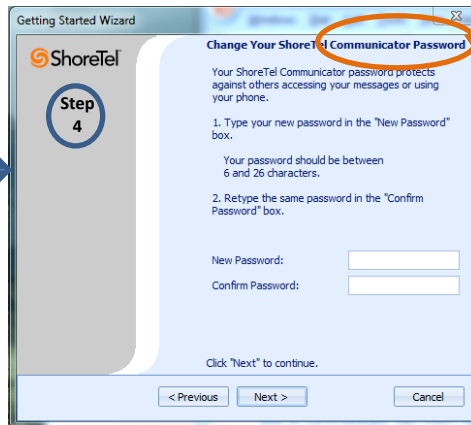 Getting Started Wizard
ShoreTel
Step
4
Change Your ShoreTel Communicator Password
Your ShoreTel Communicator password protects
against others accessing your messages or using
your phone.
1. Type your new password in the "New Password"
box.
Your password should be between
6 and 26 characters.
2. Retype the same password in the "Confirm
Password" box.
New Password:
Confirm Password:
Click "Next" to continue.
< Previous
Next >
Cancel